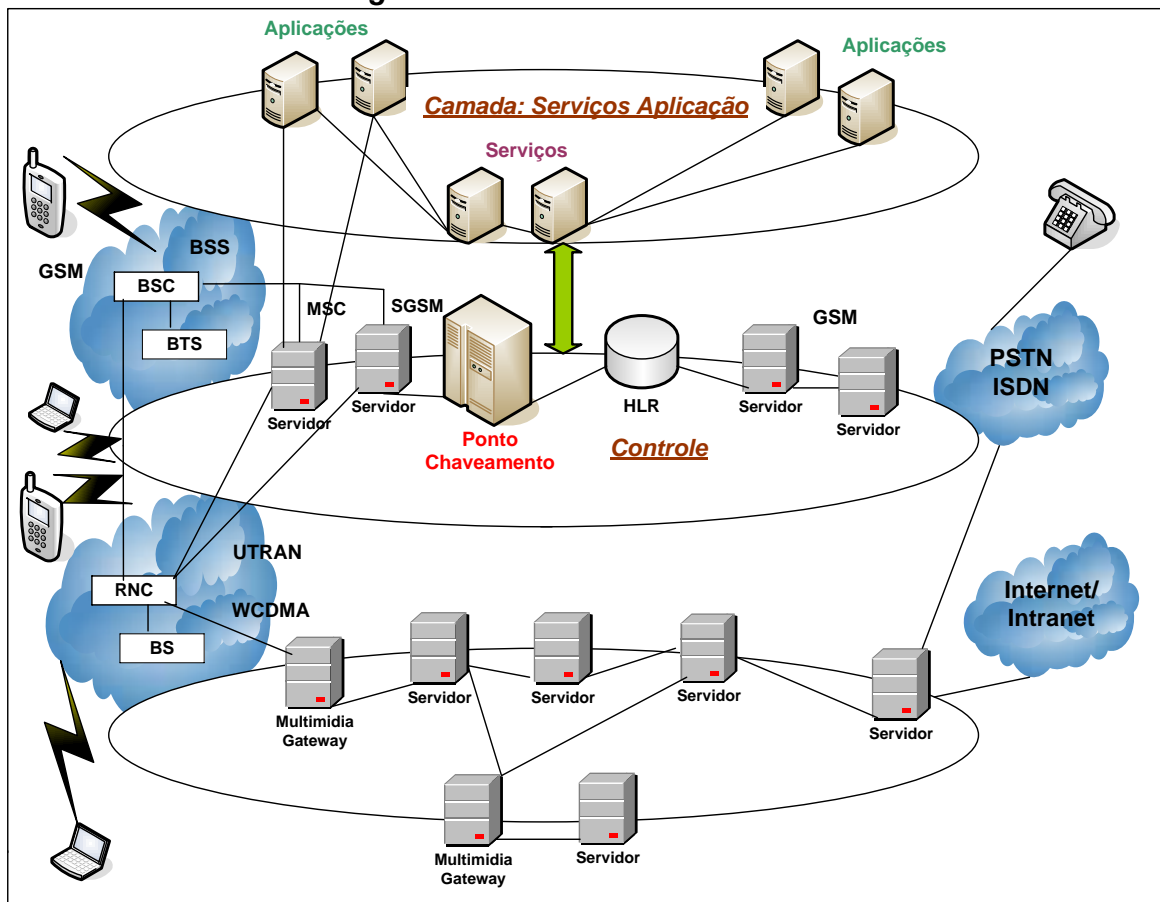 Aplicações
Aplicações
Camada: Serviços Aplicação
Serviços
BSS
GSM
BSC
BTS
MSC
SGSM
GSM
PSTN
ISDN
Servidor
Servidor
HLR
Servidor
Servidor
Ponto
Chaveamento
Controle
UTRAN
RNC
WCDMA
BS
Internet/
Intranet
Servidor
Servidor
Servidor
Servidor
Multimidia
Gateway
Multimidia
Gateway
Servidor